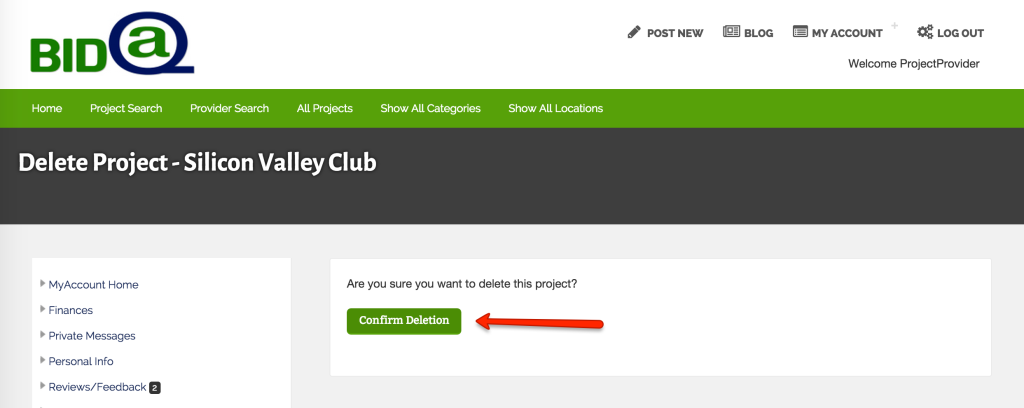 BID a
POST NEW
BLOG
MY ACCOUNT
+
LOG OUT
Welcome ProjectProvider
Home
Project Search
Provider Search
All Projects
Show All Categories
Show All Locations
Delete Project - Silicon Valley Club
MyAccount Home
Finances
Private Messages
Personal Info
Reviews/Feedback 2
Are you sure you want to delete this project?
Confirm Deletion